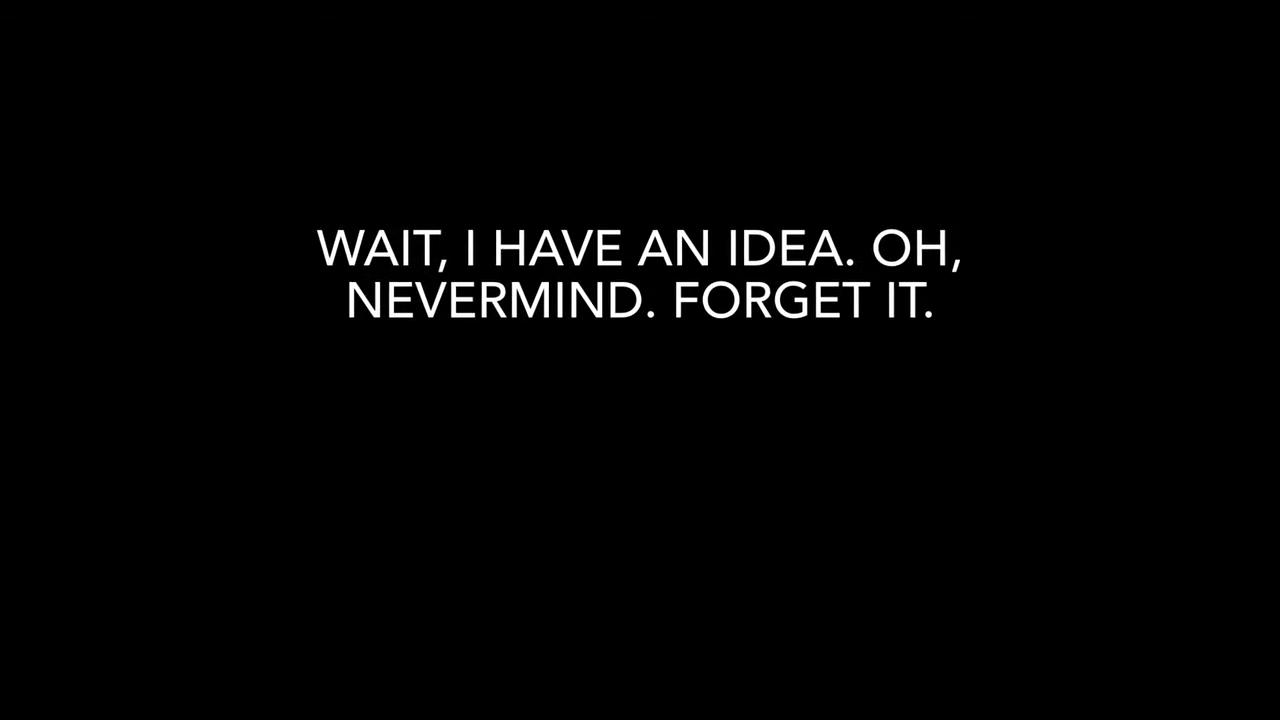 WAIT, I HAVE AN IDEA. OH,
NEVERMIND. FORGET IT.